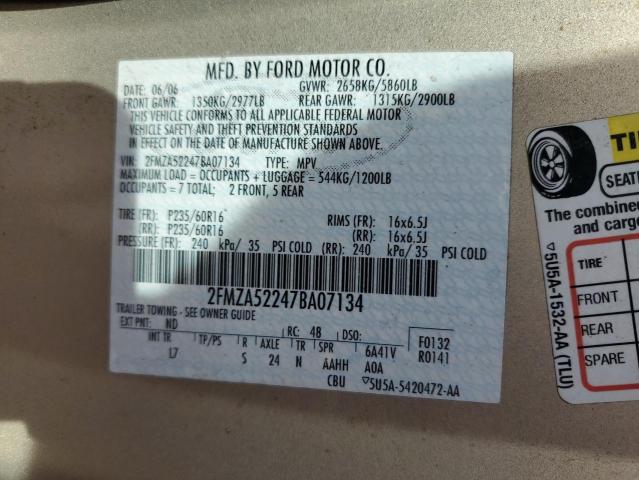 MFD. BY FORD MOTOR CO.
DATE: 06/06 GVWR: 2658KG/5860LB
FRONT GAWR: 1350KG/2977LB REAR GAWR: 1315KG/2900LB
THIS VEHICLE CONFORMS TO ALL APPLICABLE FEDERAL MOTOR
VEHICLE SAFETY AND THEFT PREVENTION STANDARDS
IN EFFECT ON THE DATE OF MANUFACTURE SHOWN ABOVE.
VIN: 2FMZA52247BA07134 TYPE: MPV
MAXIMUM LOAD = OCCUPANTS + LUGGAGE = 544KG/1200LB
OCCUPANTS = 7 TOTAL; 2 FRONT, 5 REAR
TIRE (FR): P235/60R16 RIMS (FR): 16x6.5J
(RR): P235/60R16 (RR): 16x6.5J
PRESSURE (FR): 240 kPa/ 35 PSI COLD (RR): 240 kPa/ 35 PSI COLD
2FMZA52247BA07134
TRAILER TOWING - SEE OWNER GUIDE
EXT PNT: ND RC: 48 DSO: F0132
INT TR TP/PS R AXLE TR SPR 6A41V R0141
L7 S 24 N AAHH A0A
CBU ▽5U5A-5420472-AA
TI
SEATI
The combined
and carg
TIRE
FRONT
REAR
SPARE
▽5U5A-1532-AA (TLU)